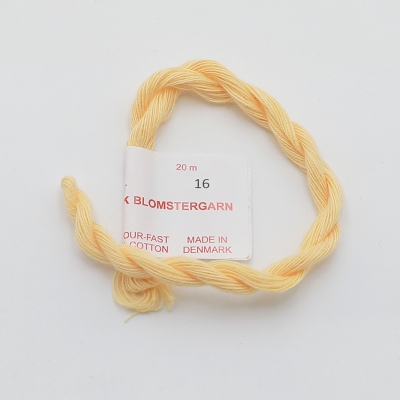 20 m
16
K BLOMSTERGARN
OUR-FAST
COTTON
MADE IN
DENMARK